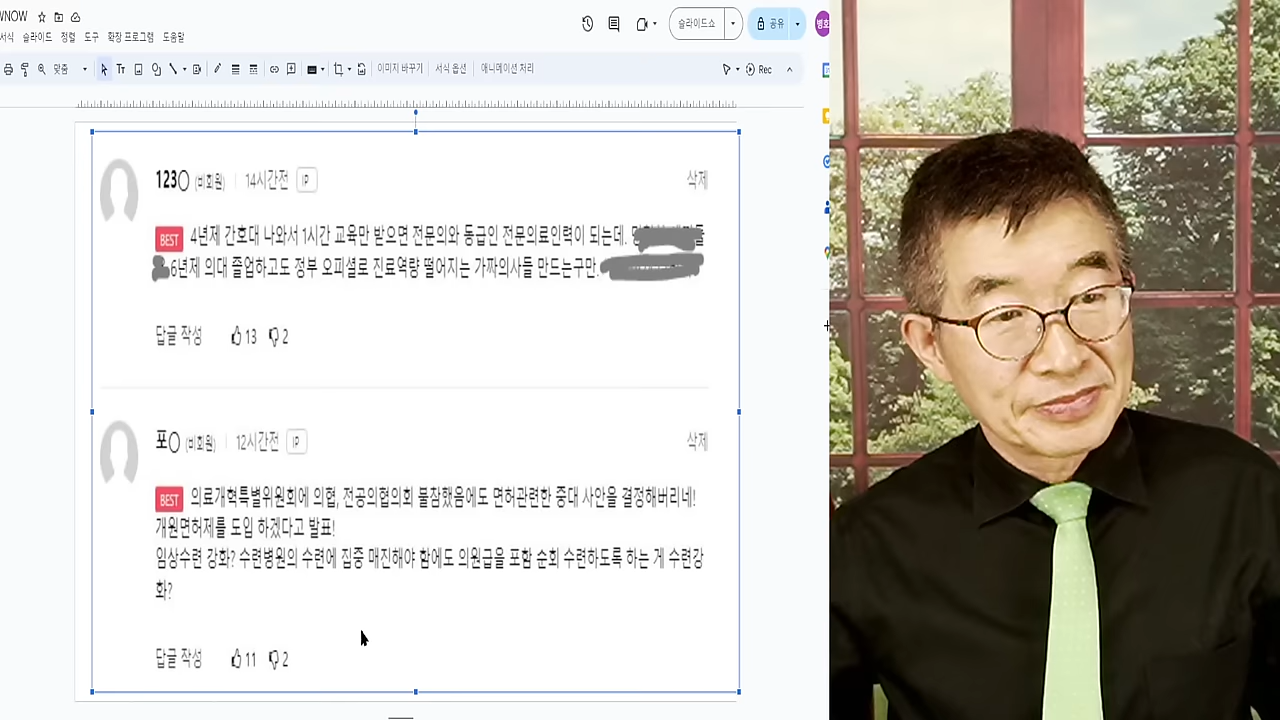 WNOW
서식 슬라이드 정렬 도구 확장 프로그램 도움말
슬라이드쇼
공유
병호
맞춤
이미지 바꾸기
서식 옵션
애니메이션 처리
Rec
123○ (비회원) 14시간전 IP
삭제
BEST 4년제 간호대 나와서 1시간 교육만 받으면 전문의와 동급인 전문의료인력이 되는데.
6년제 의대 졸업하고도 정부 오피셜로 진료역량 떨어지는 가짜의사들 만드는구만.
답글 작성 13 2
포○ (비회원) 12시간전 IP
삭제
BEST 의료개혁특별위원회에 의협, 전공의협의회 불참했음에도 면허관련한 중대 사안을 결정해버리네!
개원면허제를 도입 하겠다고 발표!
임상수련 강화? 수련병원의 수련에 집중 매진해야 함에도 의원급을 포함 순회 수련하도록 하는 게 수련강
화?
답글 작성 11 2